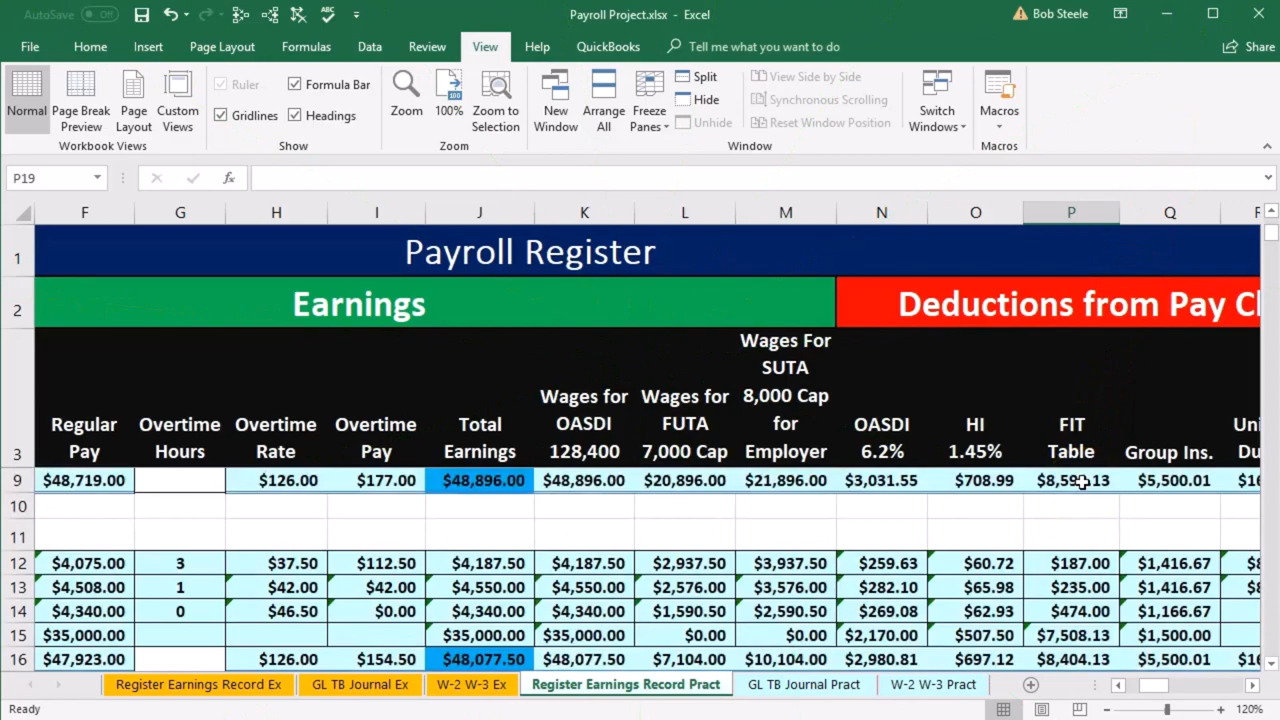 AutoSave Off Payroll Project.xlsx - Excel Bob Steele
File Home Insert Page Layout Formulas Data Review View Help QuickBooks Tell me what you want to do Share
Normal Page Break Preview Page Layout Custom Views
Workbook Views
Ruler Formula Bar
Gridlines Headings
Show
Zoom 100% Zoom to Selection
Zoom
New Window Arrange All Freeze Panes
Split
Hide
Unhide
View Side by Side
Synchronous Scrolling
Reset Window Position
Switch Windows
Window
Macros
Macros
P19 fx
F G H I J K L M N O P Q
1 Payroll Register
2 Earnings Deductions from Pay
Wages For
SUTA
Wages for Wages for 8,000 Cap
Regular Overtime Overtime Overtime Total OASDI FUTA for OASDI HI FIT
3 Pay Hours Rate Pay Earnings 128,400 7,000 Cap Employer 6.2% 1.45% Table Group Ins.
9 $48,719.00 $126.00 $177.00 $48,896.00 $48,896.00 $20,896.00 $21,896.00 $3,031.55 $708.99 $5,500.01
10
11
12 $4,075.00 3 $37.50 $112.50 $4,187.50 $4,187.50 $2,937.50 $3,937.50 $259.63 $60.72 $187.00 $1,416.67
13 $4,508.00 1 $42.00 $42.00 $4,550.00 $4,550.00 $2,576.00 $3,576.00 $282.10 $65.98 $235.00 $1,416.67
14 $4,340.00 0 $46.50 $0.00 $4,340.00 $4,340.00 $1,590.50 $2,590.50 $269.08 $62.93 $474.00 $1,166.67
15 $35,000.00 $35,000.00 $35,000.00 $0.00 $0.00 $2,170.00 $507.50 $7,508.13 $1,500.00
16 $47,923.00 $126.00 $154.50 $48,077.50 $48,077.50 $7,104.00 $10,104.00 $2,980.81 $697.12 $8,404.13 $5,500.01
Register Earnings Record Ex GL TB Journal Ex W-2 W-3 Ex Register Earnings Record Pract GL TB Journal Pract W-2 W-3 Pract
Ready 120%